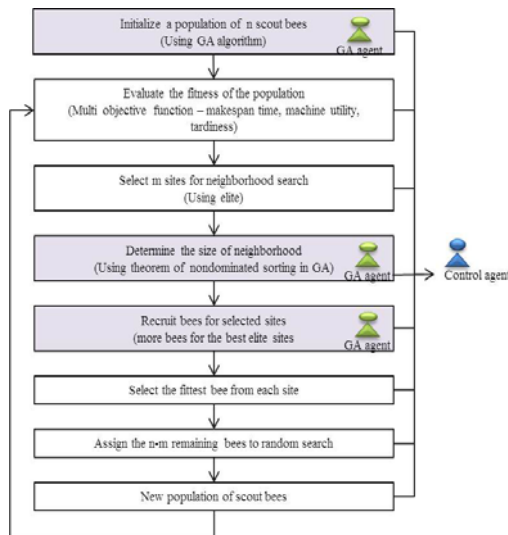 Initialize a population of n scout bees
(Using GA algorithm)
GA agent
Evaluate the fitness of the population
(Multi objective function – makespan time, machine utility,
tardiness)
Select m sites for neighborhood search
(Using elite)
Determine the size of neighborhood
(Using theorem of nondominated sorting in GA)
GA agent
Control agent
Recruit bees for selected sites
(more bees for the best elite sites
GA agent
Select the fittest bee from each site
Assign the n-m remaining bees to random search
New population of scout bees